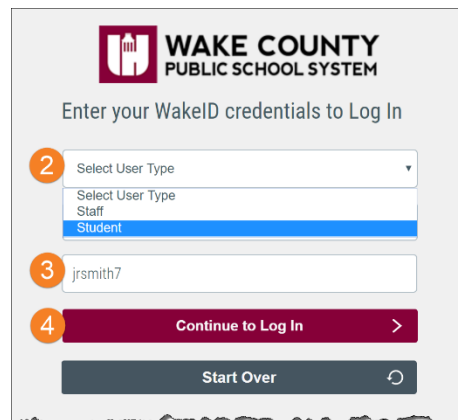 WAKE COUNTY
PUBLIC SCHOOL SYSTEM
Enter your WakeID credentials to Log In
2
Select User Type
Select User Type
Staff
Student
3
jrsmith7
4
Continue to Log In
Start Over